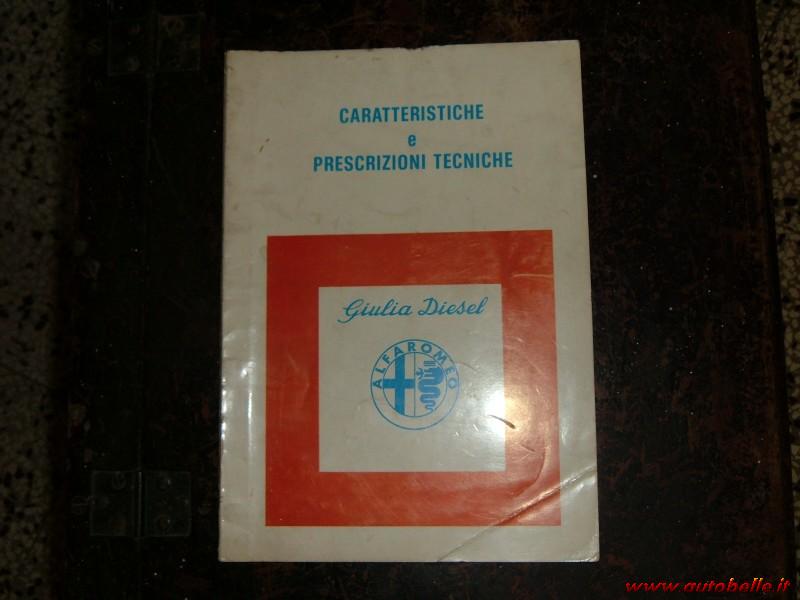 CARATTERISTICHE
e
PRESCRIZIONI TECNICHE
Giulia Diesel
ALFA ROMEO
www.autobelle.it